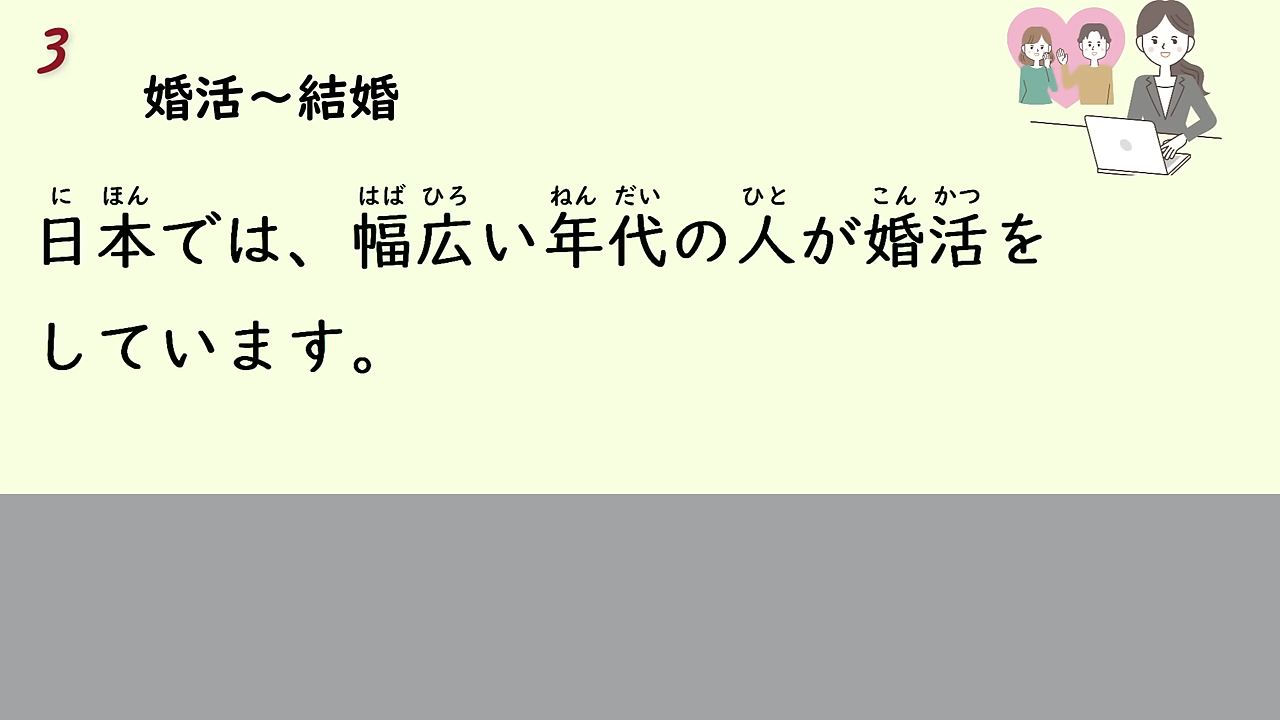 3
婚活～結婚
に ほん はば ひろ ねん だい ひと こん かつ
日本では、幅広い年代の人が婚活を
しています。